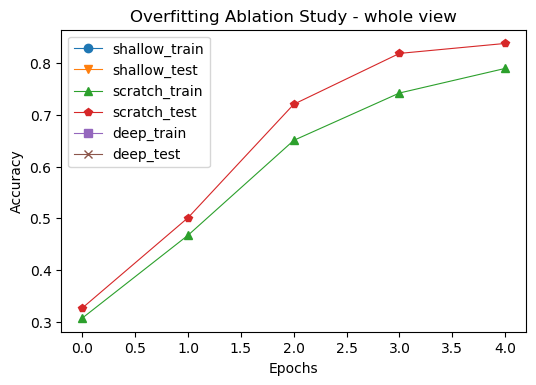 Overfitting Ablation Study - whole view
shallow_train
shallow_test
scratch_train
scratch_test
deep_train
deep_test
Accuracy
0.8
0.7
0.6
0.5
0.4
0.3
0.0 0.5 1.0 1.5 2.0 2.5 3.0 3.5 4.0
Epochs